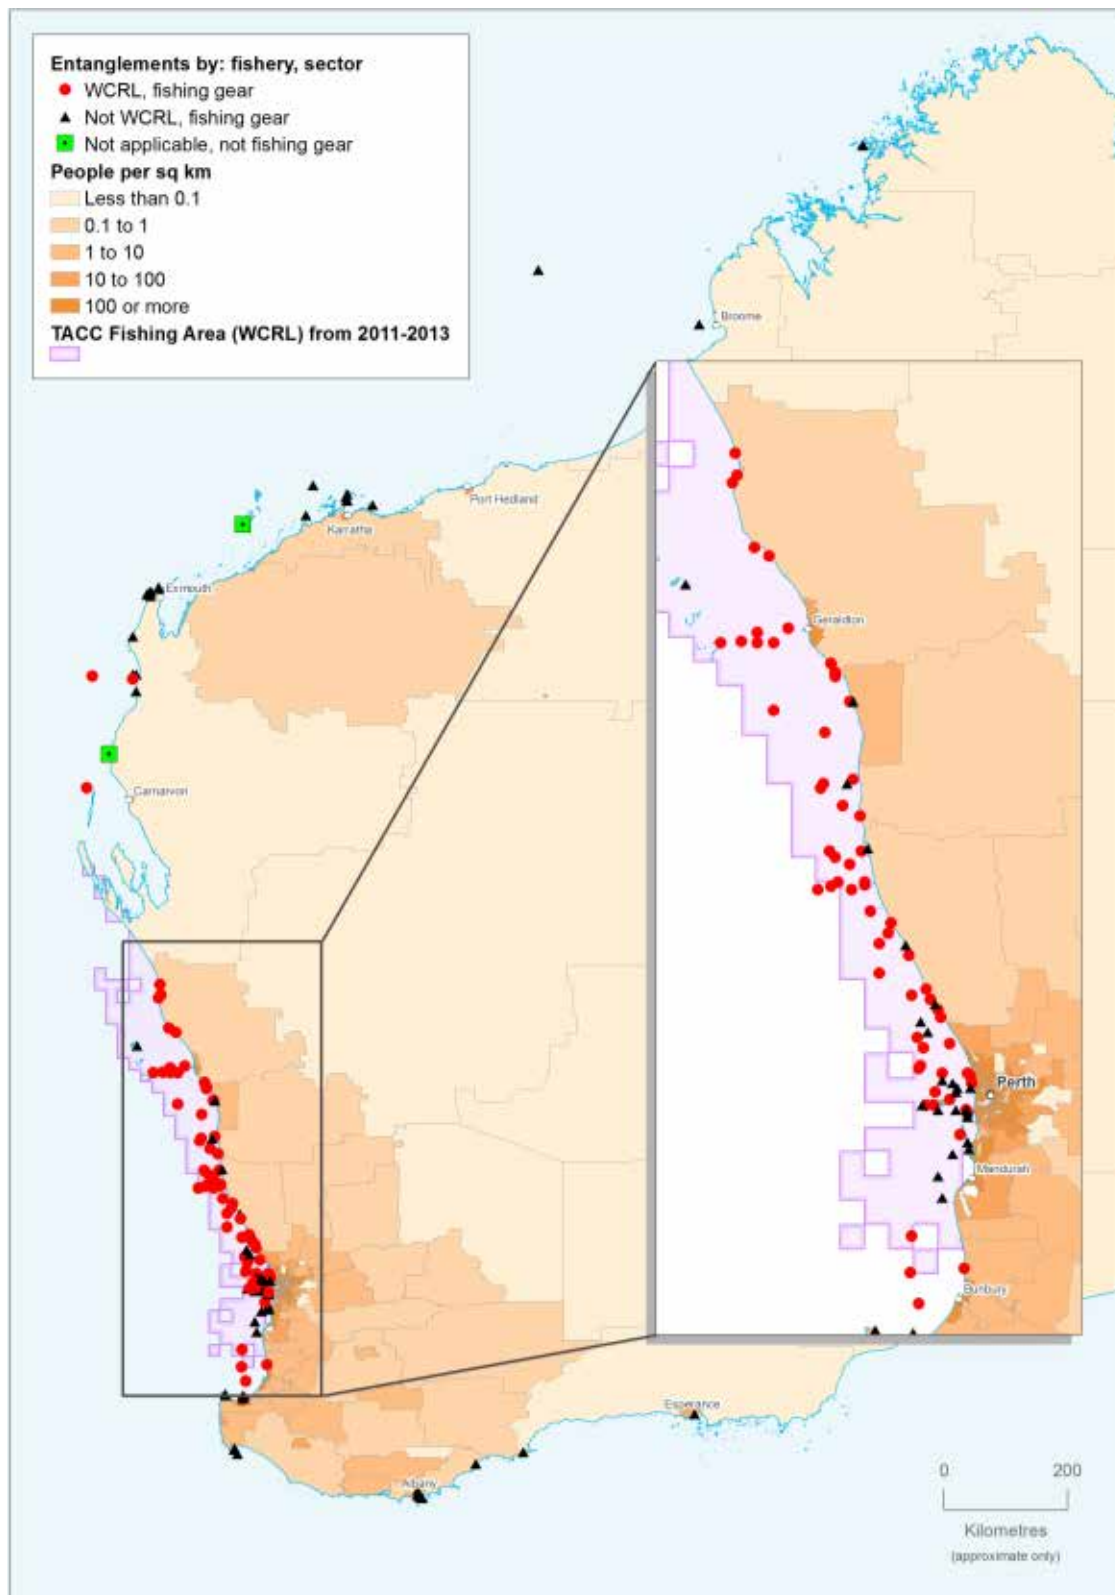 Entanglements by: fishery, sector
WCRL, fishing gear
Not WCRL, fishing gear
Not applicable, not fishing gear
People per sq km
Less than 0.1
0.1 to 1
1 to 10
10 to 100
100 or more
TACC Fishing Area (WCRL) from 2011-2013
Broome
Port Hedland
Karratha
Exmouth
Carnarvon
Geraldton
Perth
Mandurah
Bunbury
Esperance
Albany
0 200
Kilometres
(approximate only)